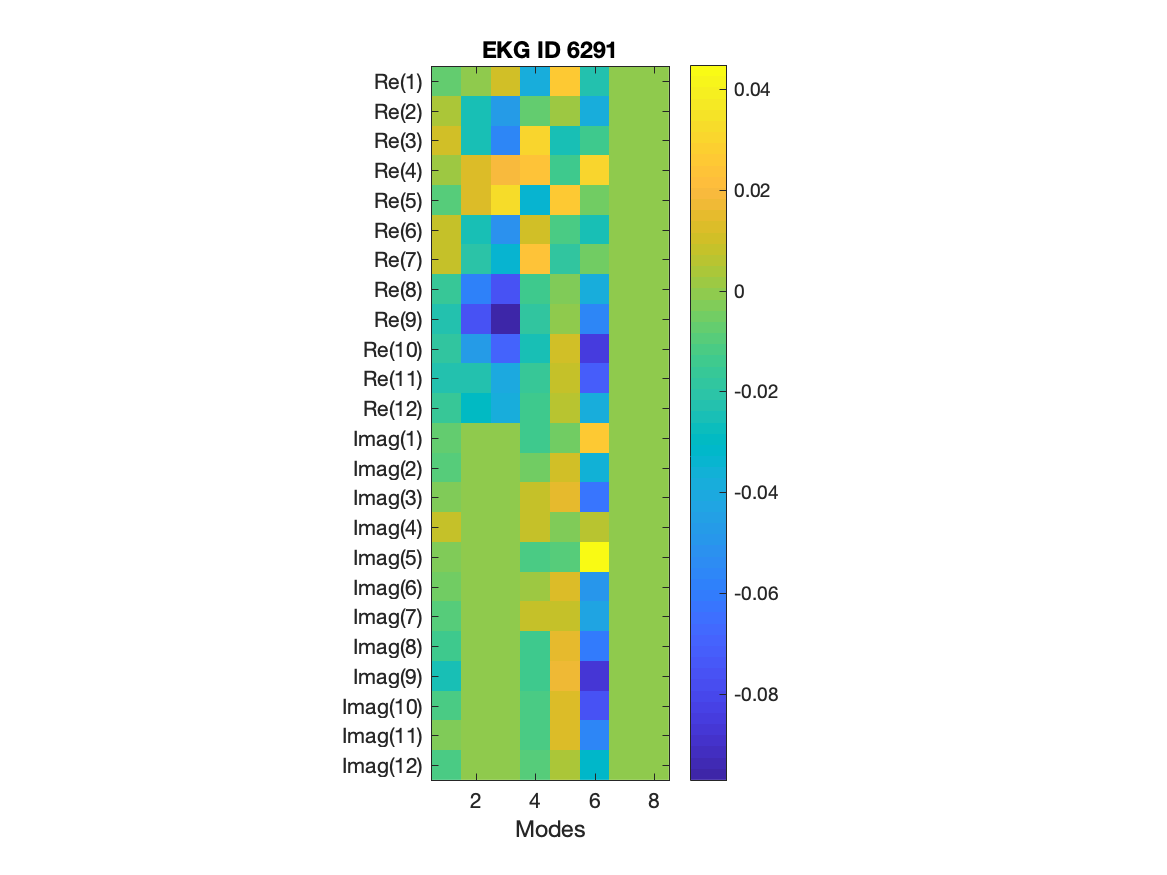 EKG ID 6291
Re(1)
Re(2)
Re(3)
Re(4)
Re(5)
Re(6)
Re(7)
Re(8)
Re(9)
Re(10)
Re(11)
Re(12)
Imag(1)
Imag(2)
Imag(3)
Imag(4)
Imag(5)
Imag(6)
Imag(7)
Imag(8)
Imag(9)
Imag(10)
Imag(11)
Imag(12)
2 4 6 8
Modes
0.04
0.02
0
-0.02
-0.04
-0.06
-0.08